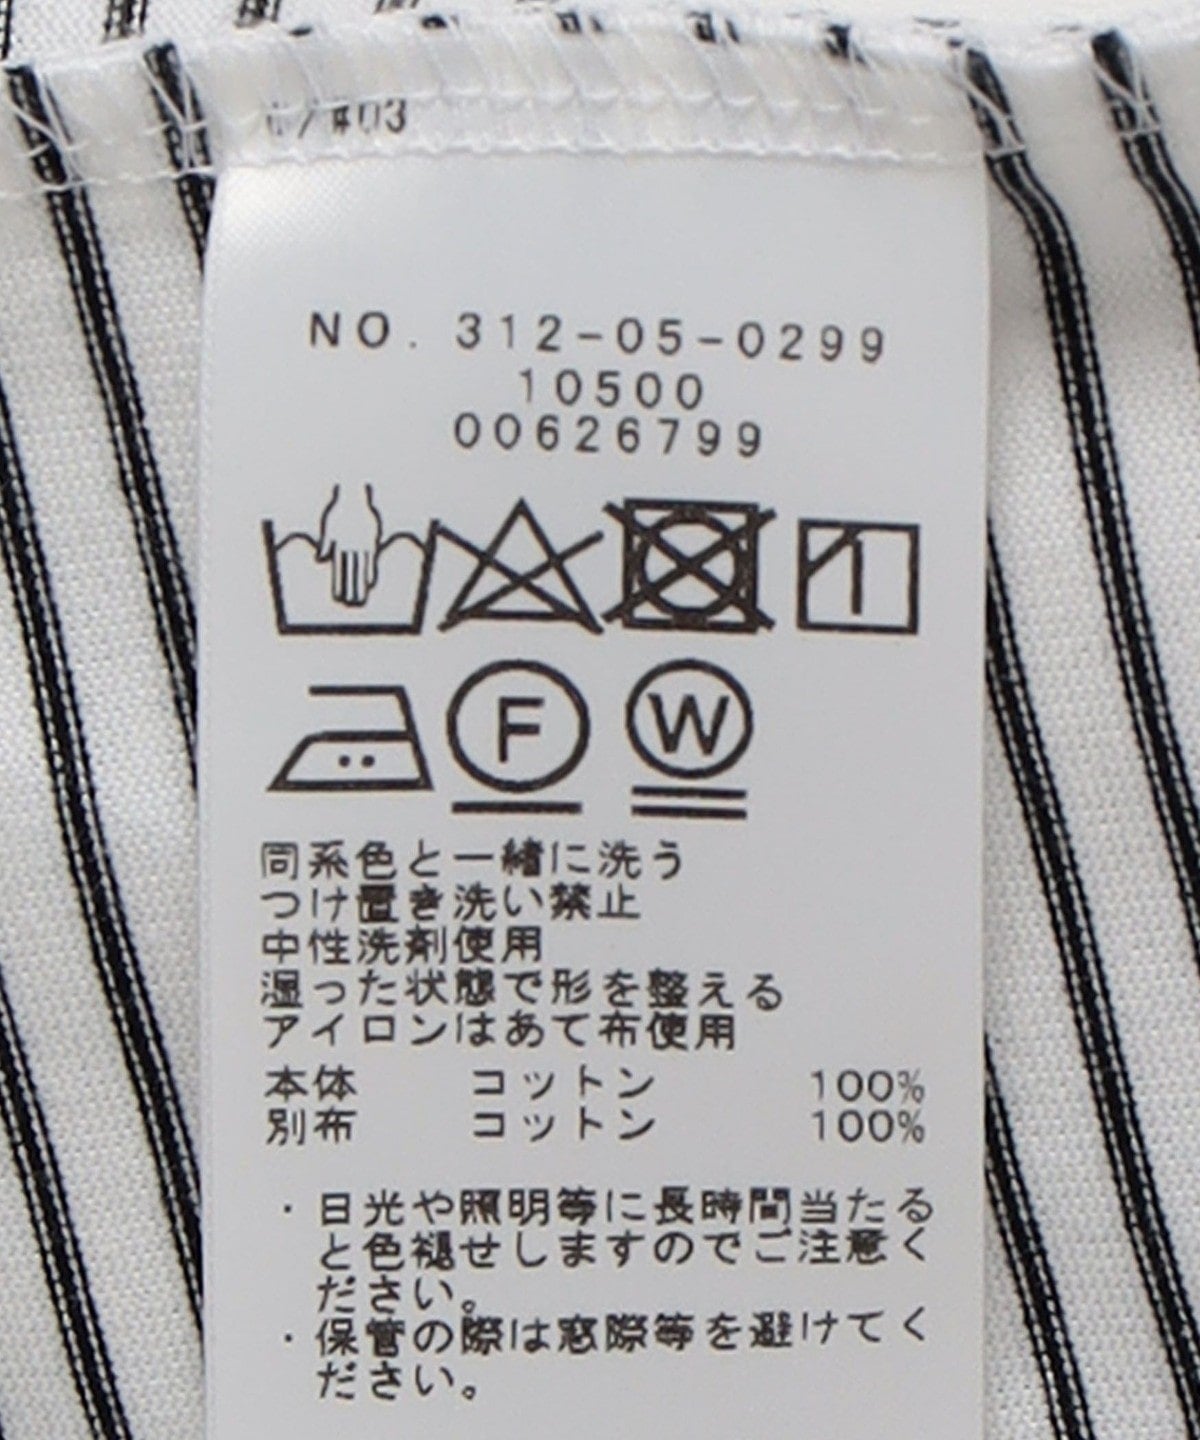 #03
NO. 312-05-0299
10500
00626799
F
W
同系色と一緒に洗う
つけ置き洗い禁止
中性洗剤使用
湿った状態で形を整える
アイロンはあて布使用
本体 コットン 100%
別布 コットン 100%
・日光や照明等に長時間当たる
と色褪せしますのでご注意く
ださい。
・保管の際は窓際等を避けてく
ださい。